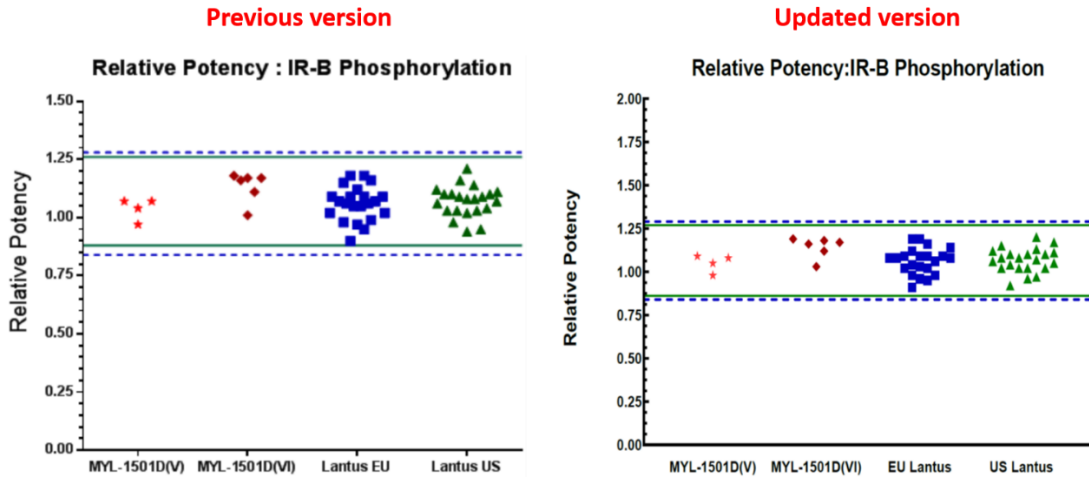 Previous version
Relative Potency : IR-B Phosphorylation
Relative Potency
1.50
1.25
1.00
0.75
0.50
0.25
0.00
MYL-1501D(V)
MYL-1501D(VI)
Lantus EU
Lantus US
Updated version
Relative Potency:IR-B Phosphorylation
Relative Potency
2.00
1.75
1.50
1.25
1.00
0.75
0.50
0.25
0.00
MYL-1501D(V)
MYL-1501D(VI)
EU Lantus
US Lantus